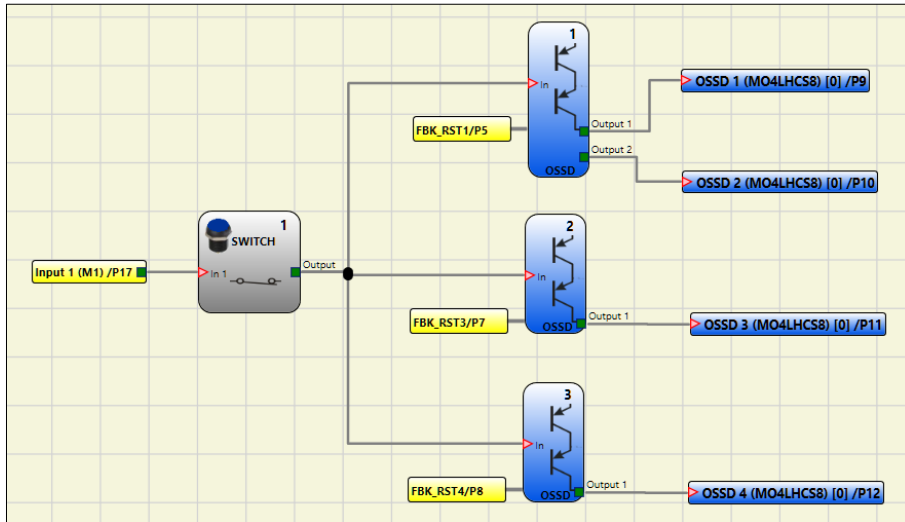 1
In
Output 1
Output 2
OSSD
FBK_RST1/P5
OSSD 1 (MO4LHCS8) [0] /P9
OSSD 2 (MO4LHCS8) [0] /P10
Input 1 (M1) /P17
1
SWITCH
In 1
Output
2
In
Output 1
OSSD
FBK_RST3/P7
OSSD 3 (MO4LHCS8) [0] /P11
3
In
Output 1
OSSD
FBK_RST4/P8
OSSD 4 (MO4LHCS8) [0] /P12